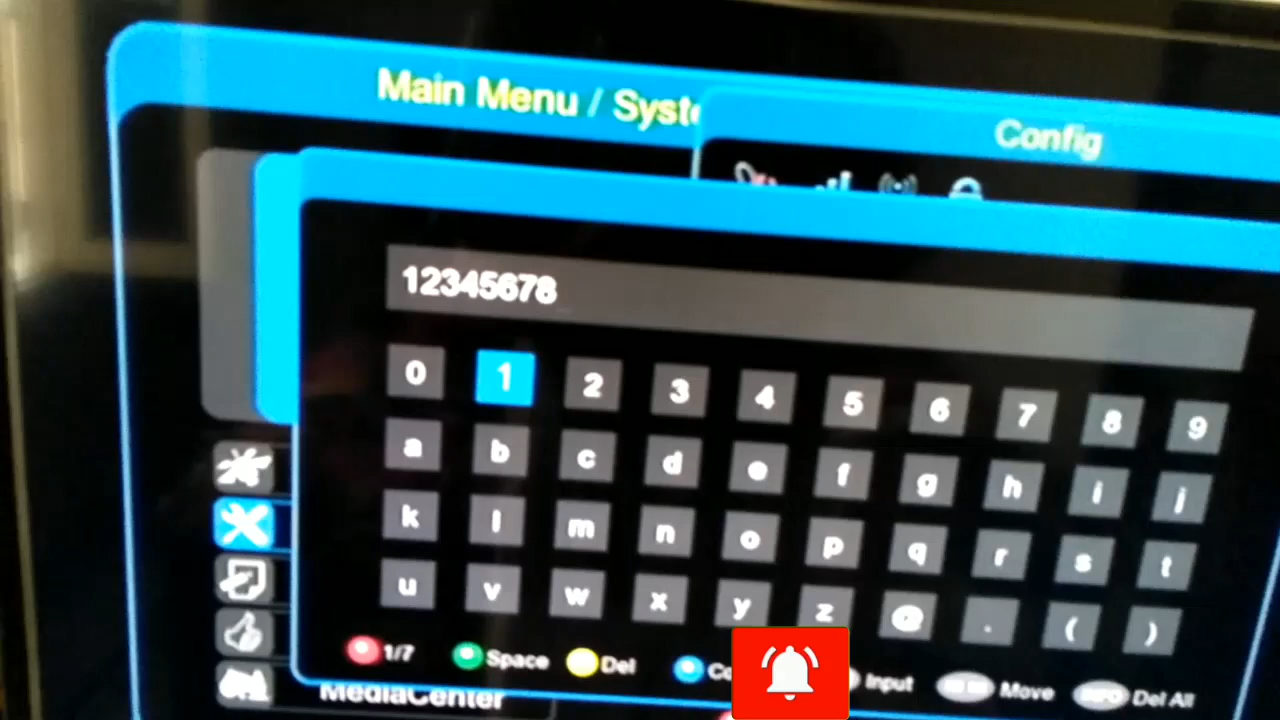 Main Menu / Syste
Config
12345678
0 1 2 3 4 5 6 7 8 9
a b c d e f g h i j
k l m n o p q r s t
u v w x y z @ . ( )
1/7 Space Del Input Move INFO Del All
MediaCenter